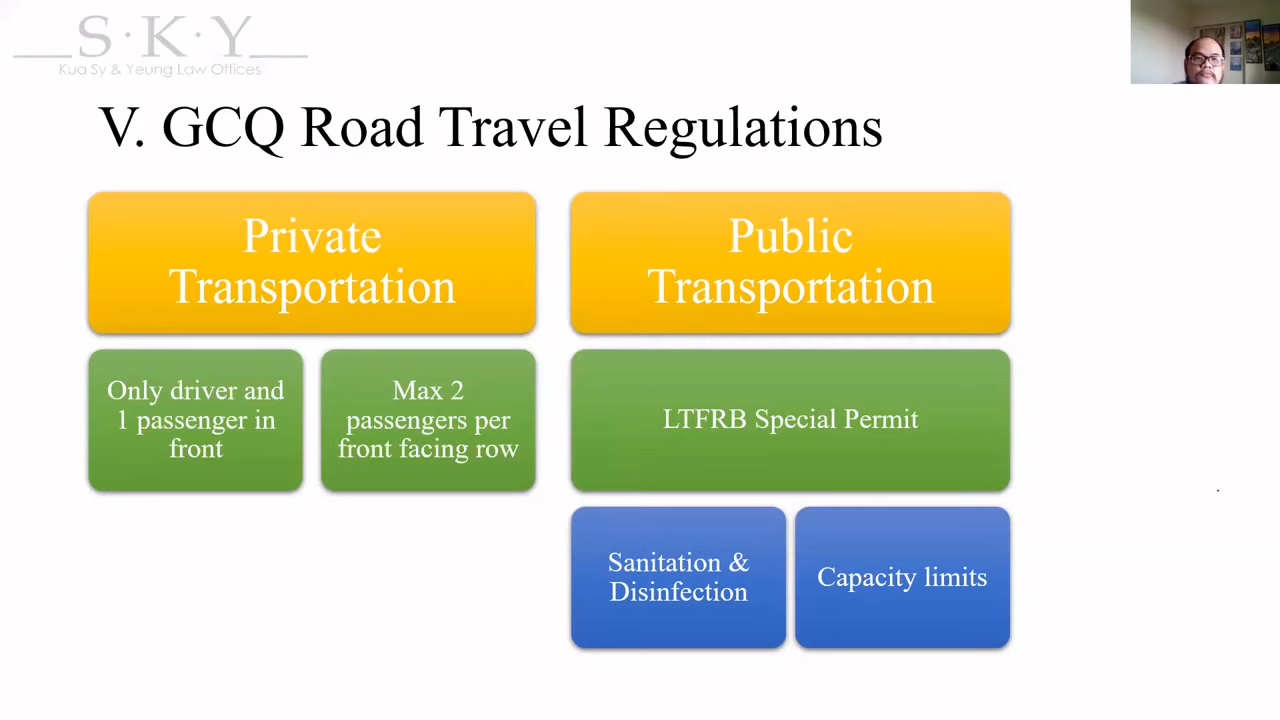 S·K·Y
Kua Sy & Yeung Law Offices
V. GCQ Road Travel Regulations
Private
Transportation
Public
Transportation
Only driver and
1 passenger in
front
Max 2
passengers per
front facing row
LTFRB Special Permit
Sanitation &
Disinfection
Capacity limits